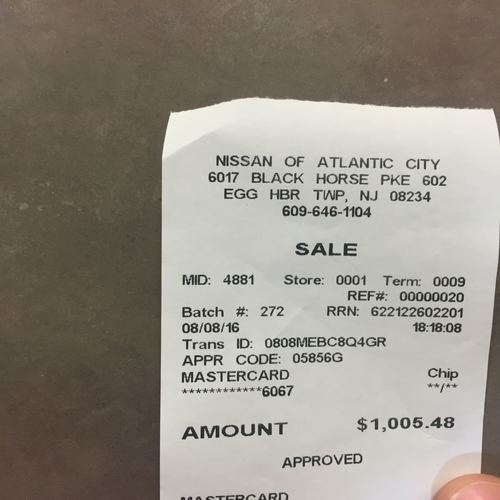 NISSAN OF ATLANTIC CITY
6017 BLACK HORSE PKE 602
EGG HBR TWP, NJ 08234
609-646-1104
SALE
MID: 4881 Store: 0001 Term: 0009
REF#: 00000020
Batch #: 272 RRN: 622122602201
08/08/16 18:18:08
Trans ID: 0808MEBC8Q4GR
APPR CODE: 05856G
MASTERCARD Chip
************6067 **/**
AMOUNT $1,005.48
APPROVED
MASTERCARD